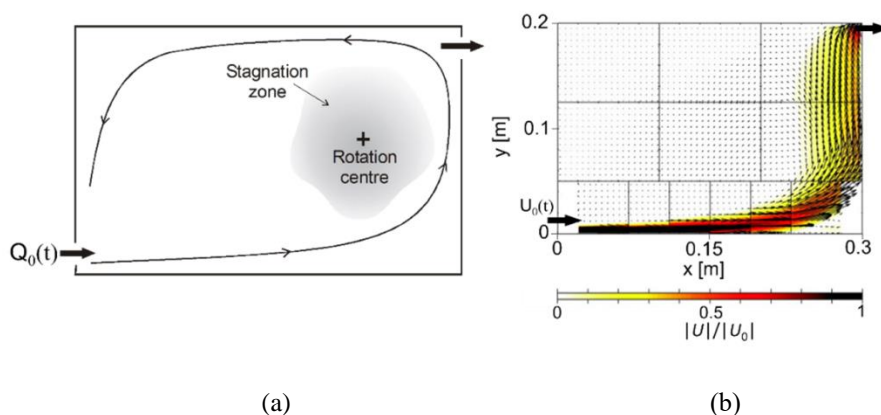 Stagnation
zone
+
Rotation
centre
Q₀(t)
(a)
0.2
y [m]
0.1
U₀(t)
0
0
0.15
0.3
x [m]
0
0.5
1
|U|/|U₀|
(b)